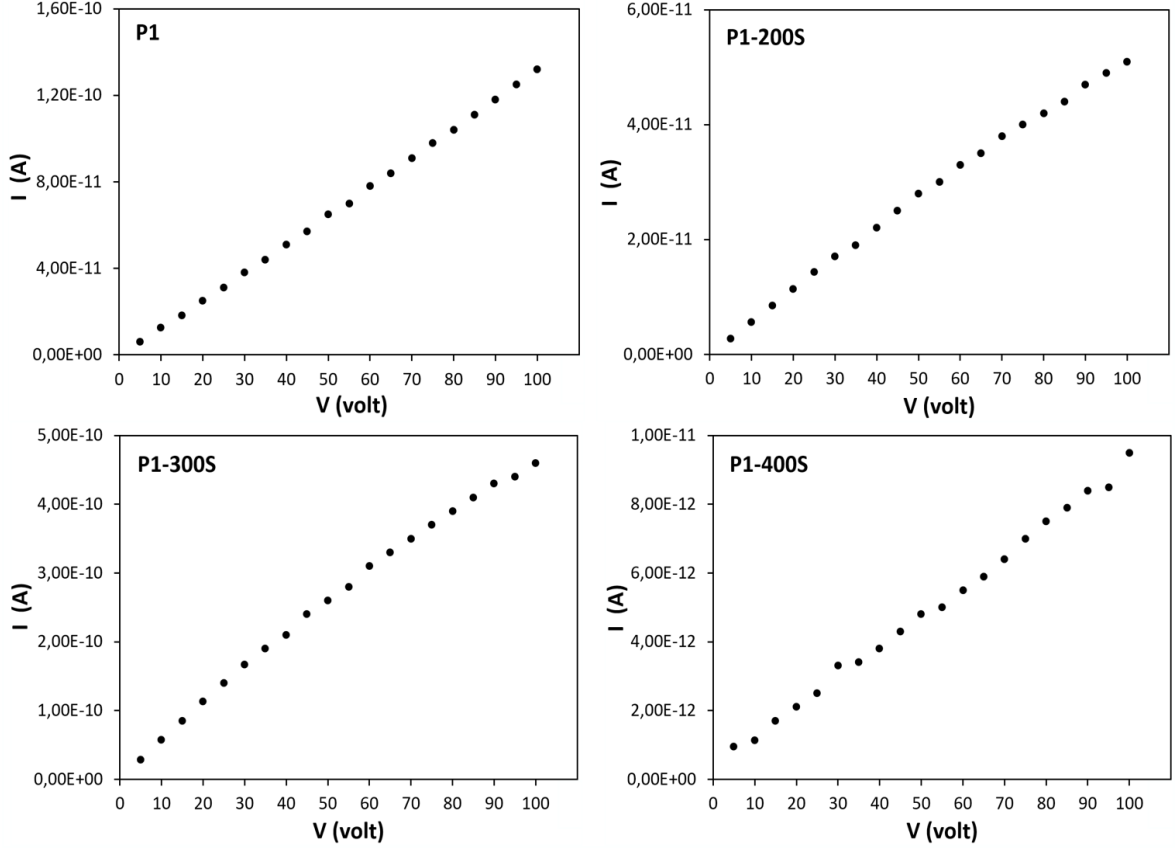 P1
1,60E-10
1,20E-10
8,00E-11
4,00E-11
0,00E+00
I (A)
0 10 20 30 40 50 60 70 80 90 100
V (volt)
P1-200S
6,00E-11
4,00E-11
2,00E-11
0,00E+00
I (A)
0 10 20 30 40 50 60 70 80 90 100
V (volt)
P1-300S
5,00E-10
4,00E-10
3,00E-10
2,00E-10
1,00E-10
0,00E+00
I (A)
0 10 20 30 40 50 60 70 80 90 100
V (volt)
P1-400S
1,00E-11
8,00E-12
6,00E-12
4,00E-12
2,00E-12
0,00E+00
I (A)
0 10 20 30 40 50 60 70 80 90 100
V (volt)